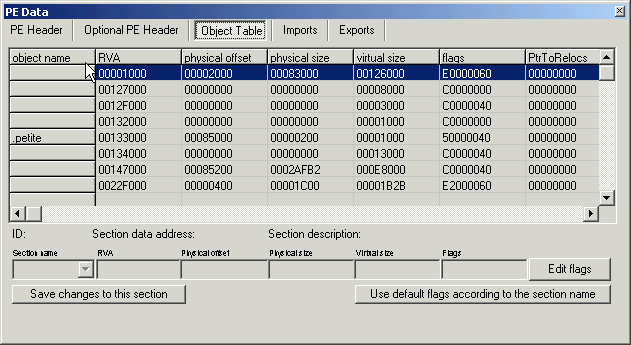 PE Data
PE Header Optional PE Header Object Table Imports Exports
object name RVA physical offset physical size virtual size flags PtrToRelocs
00001000 00002000 00083000 00126000 E0000060 00000000
00127000 00000000 00000000 00008000 C0000000 00000000
0012F000 00000000 00000000 00003000 C0000040 00000000
00132000 00000000 00000000 00001000 C0000000 00000000
.petite 00133000 00085000 00000200 00001000 50000040 00000000
00134000 00000000 00000000 00013000 C0000040 00000000
00147000 00085200 0002AFB2 000E8000 C0000040 00000000
0022F000 00000400 00001C00 00001B2B E2000060 00000000
ID: Section data address: Section description:
Section name RVA Physical offset Physical size Virtual size Flags
Edit flags
Save changes to this section Use default flags according to the section name